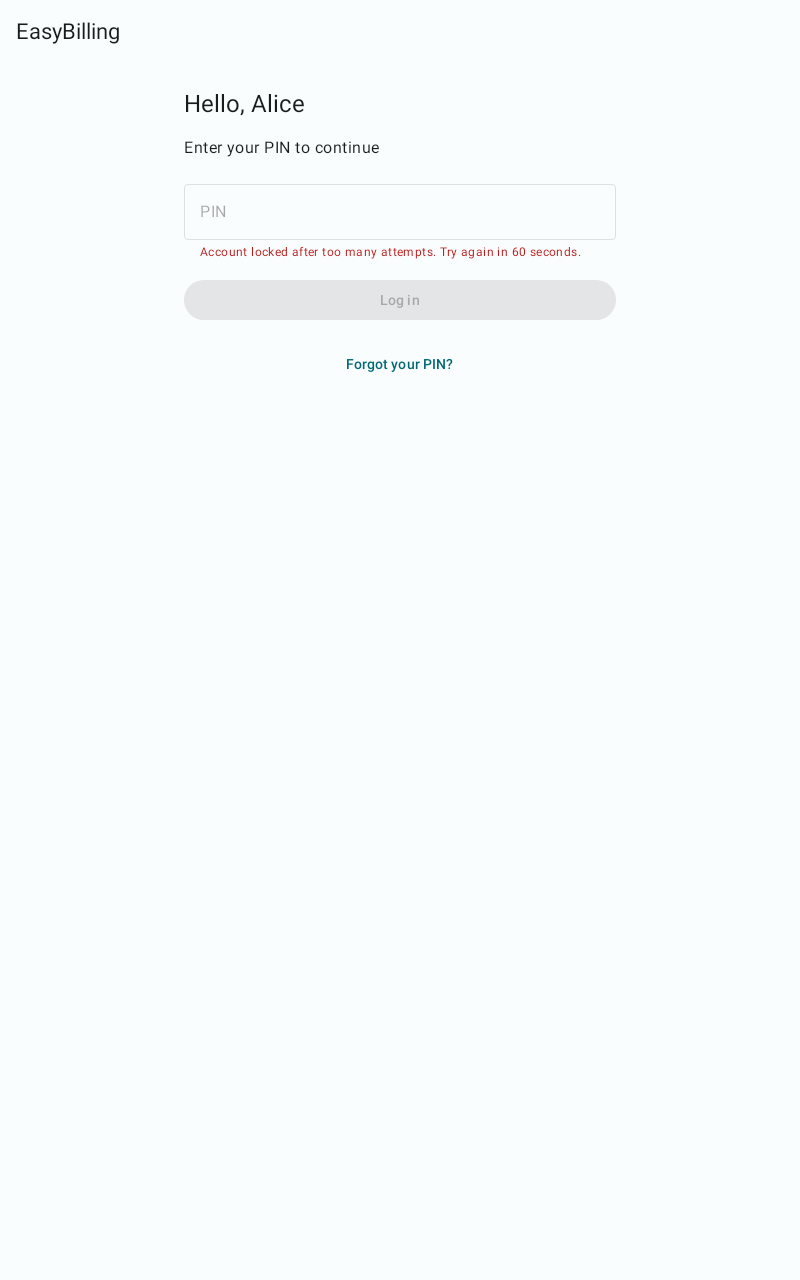 EasyBilling
Hello, Alice
Enter your PIN to continue
PIN
Account locked after too many attempts. Try again in 60 seconds.
Log in
Forgot your PIN?